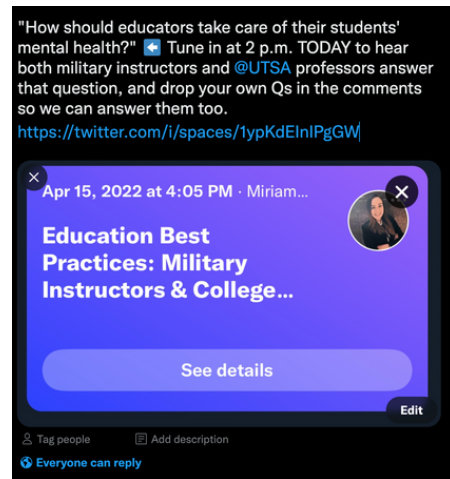 "How should educators take care of their students'
mental health?" ⬅️ Tune in at 2 p.m. TODAY to hear
both military instructors and @UTSA professors answer
that question, and drop your own Qs in the comments
so we can answer them too.
https://twitter.com/i/spaces/1ypKdEInIPgGW
Apr 15, 2022 at 4:05 PM · Miriam...
Education Best
Practices: Military
Instructors & College...
See details
Edit
Tag people
Add description
Everyone can reply